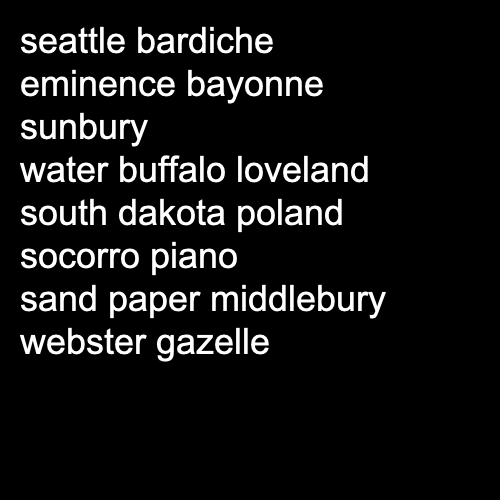 seattle bardiche
eminence bayonne
sunbury
water buffalo loveland
south dakota poland
socorro piano
sand paper middlebury
webster gazelle